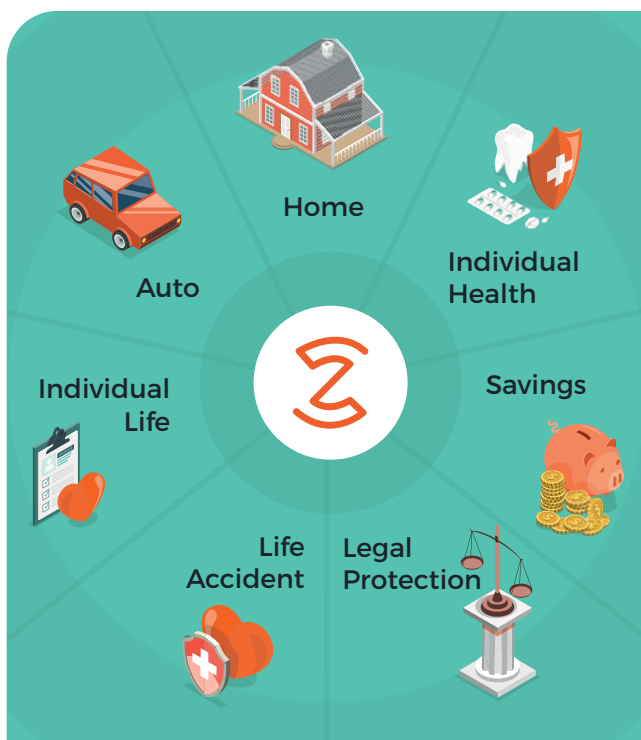 Home
Individual
Health
Auto
Savings
Individual
Life
Life
Accident
Legal
Protection